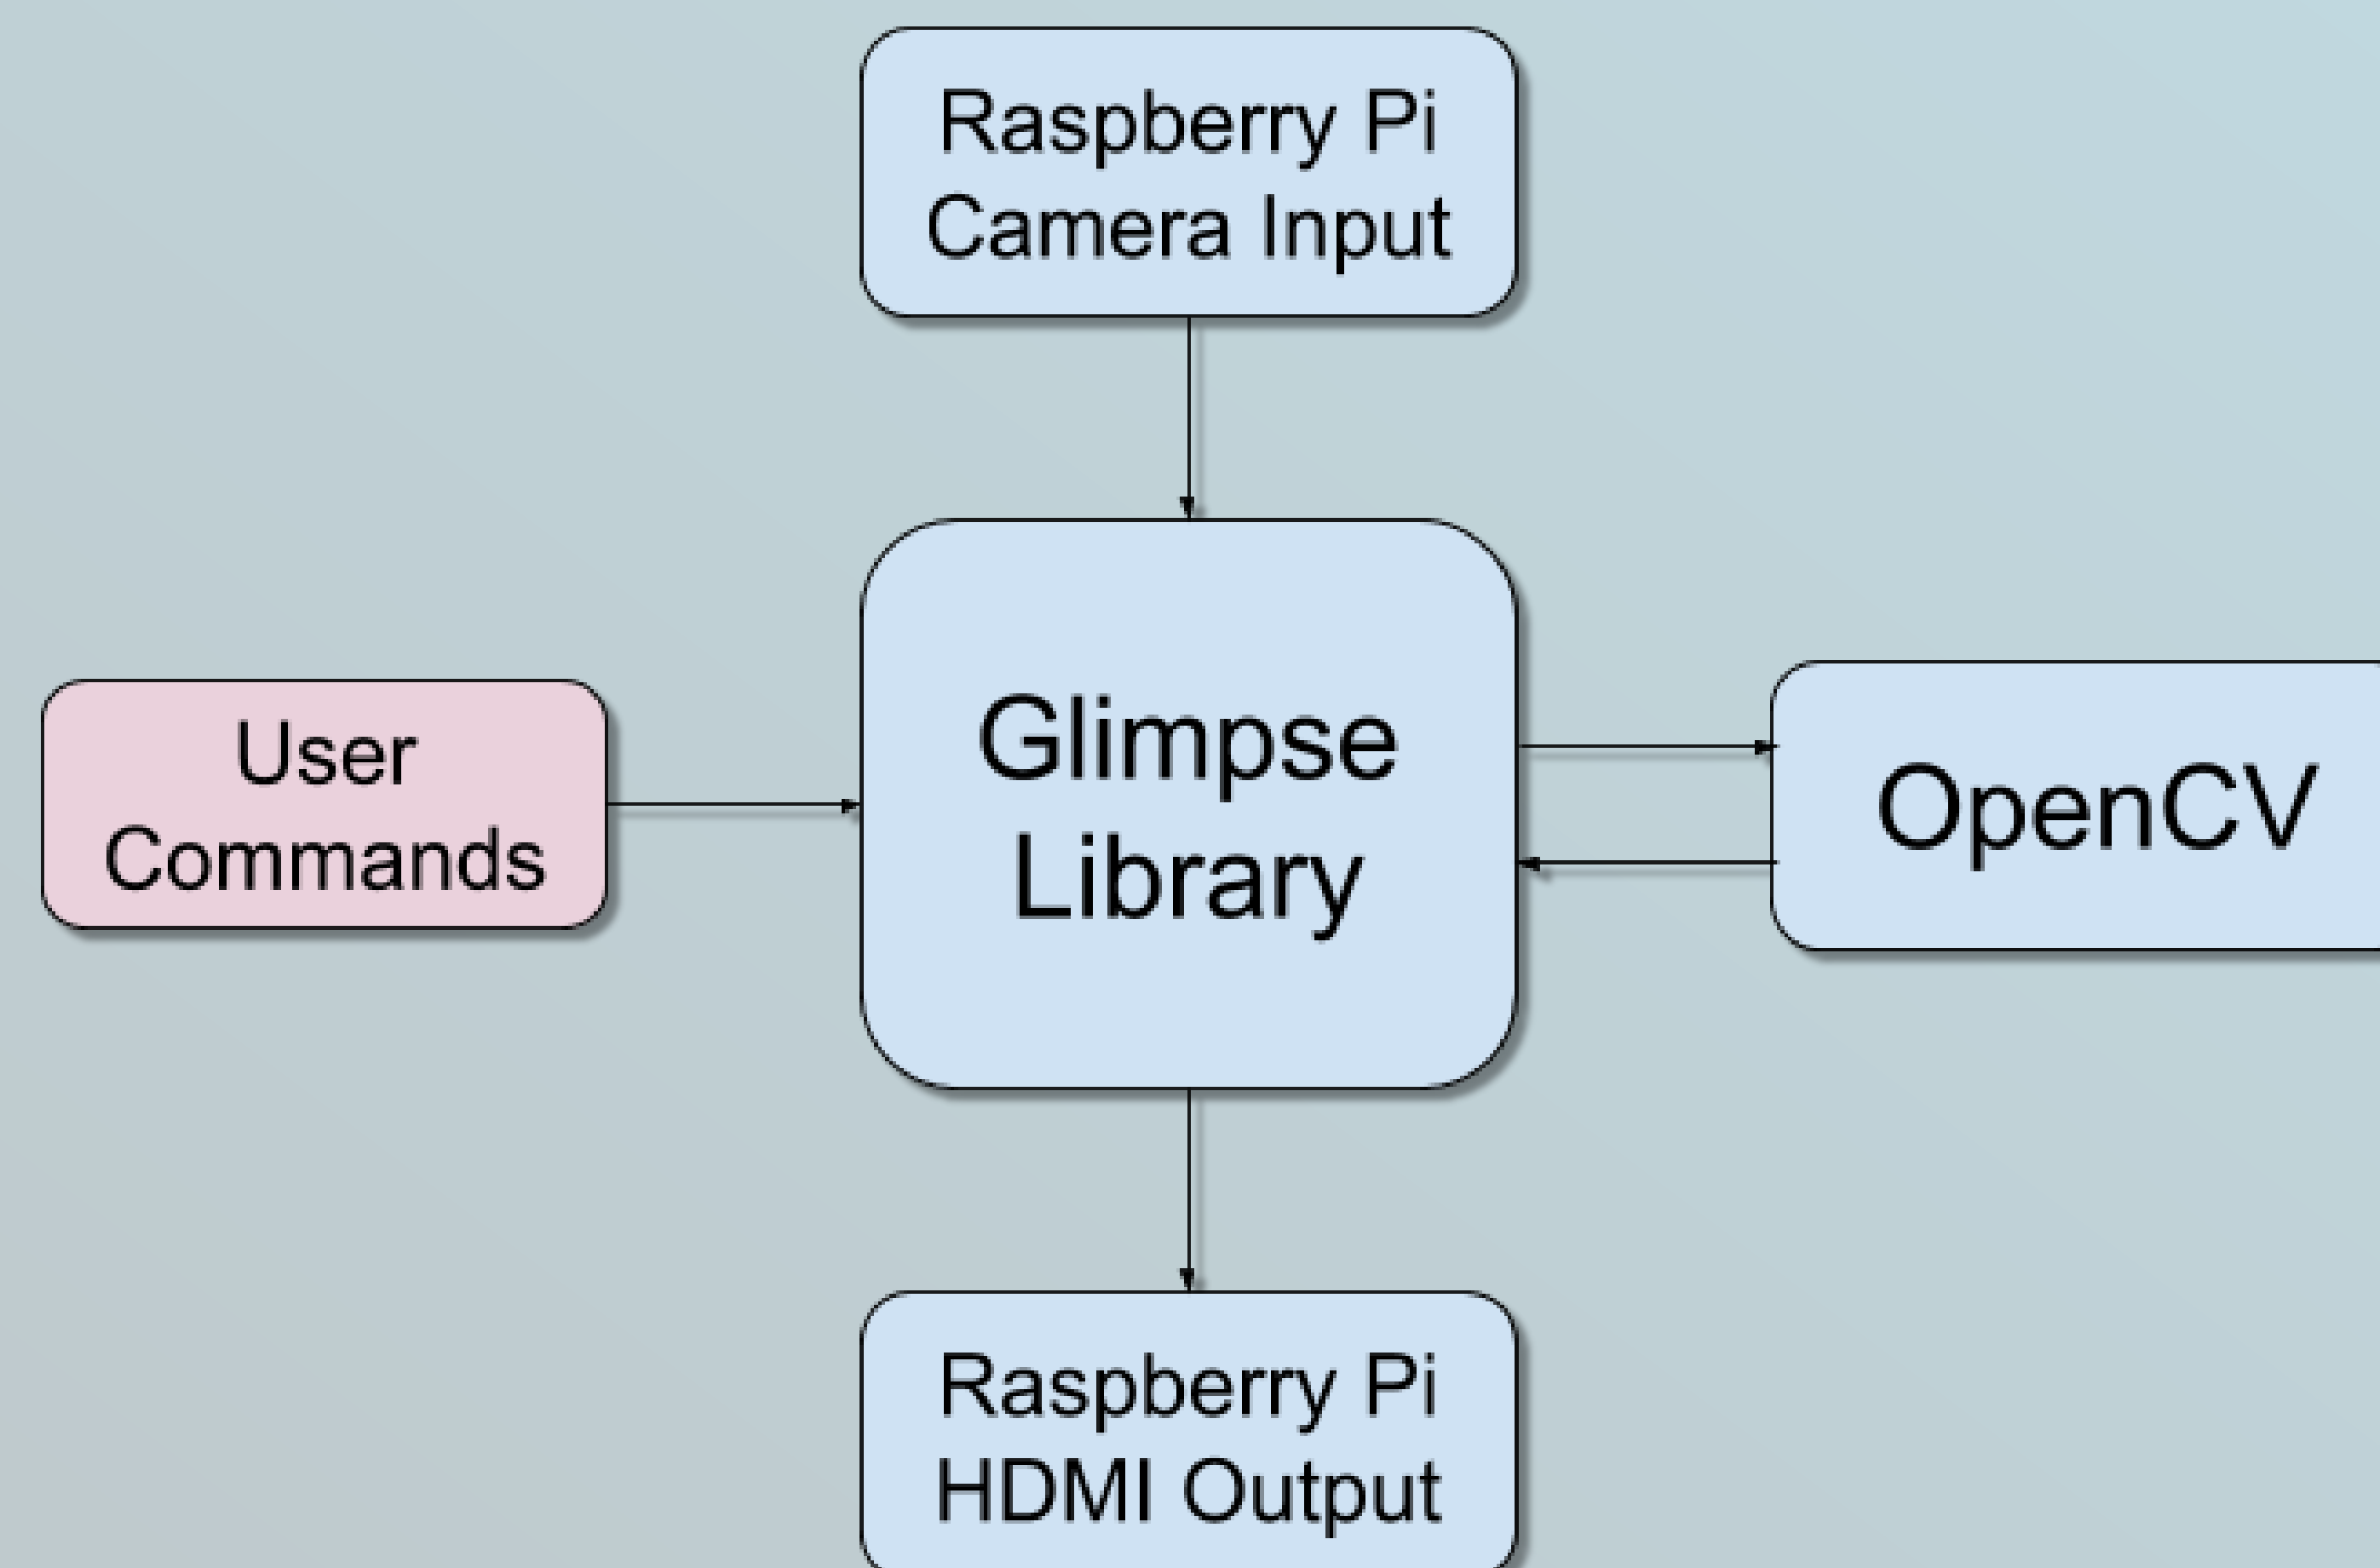 Raspberry Pi
Camera Input
User
Commands
Glimpse
Library
OpenCV
Raspberry Pi
HDMI Output